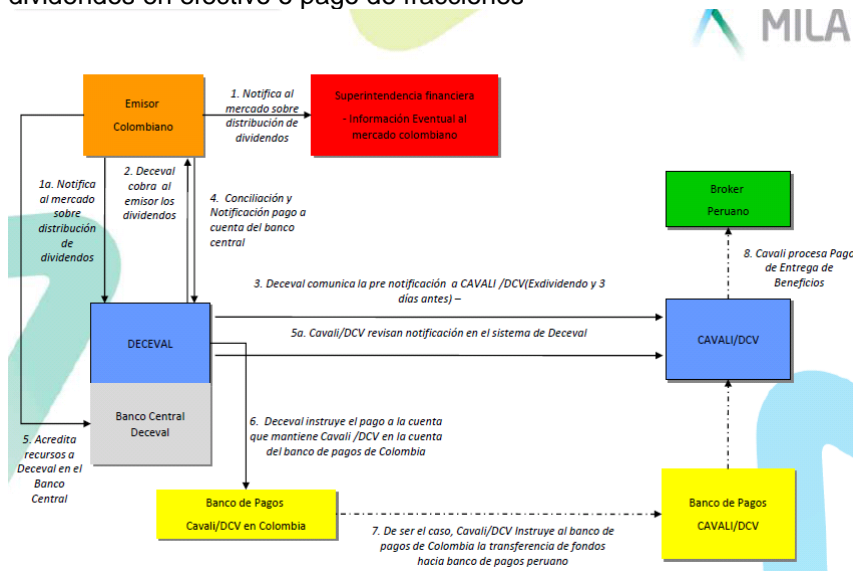 dividendos en efectivo o pago de fracciones
MILA
Emisor
Colombiano
1. Notifica al
mercado sobre
distribución de
dividendos
Superintendencia financiera
- Información Eventual al
mercado colombiano
1a. Notifica
al mercado
sobre
distribución
de
dividendos
2. Deceval
cobra al
emisor los
dividendos
4. Conciliación y
Notificación pago a
cuenta del banco
central
Broker
Peruano
8. Cavali procesa Pago
de Entrega de
Beneficios
3. Deceval comunica la pre notificación a CAVALI /DCV(Exdividendo y 3
días antes) –
5a. Cavali/DCV revisan notificación en el sistema de Deceval
DECEVAL
CAVALI/DCV
Banco Central
Deceval
5. Acredita
recursos a
Deceval en el
Banco
Central
6. Deceval instruye el pago a la cuenta
que mantiene Cavali /DCV en la cuenta
del banco de pagos de Colombia
Banco de Pagos
Cavali/DCV en Colombia
Banco de Pagos
CAVALI/DCV
7. De ser el caso, Cavali/DCV Instruye al banco de
pagos de Colombia la transferencia de fondos
hacia banco de pagos peruano